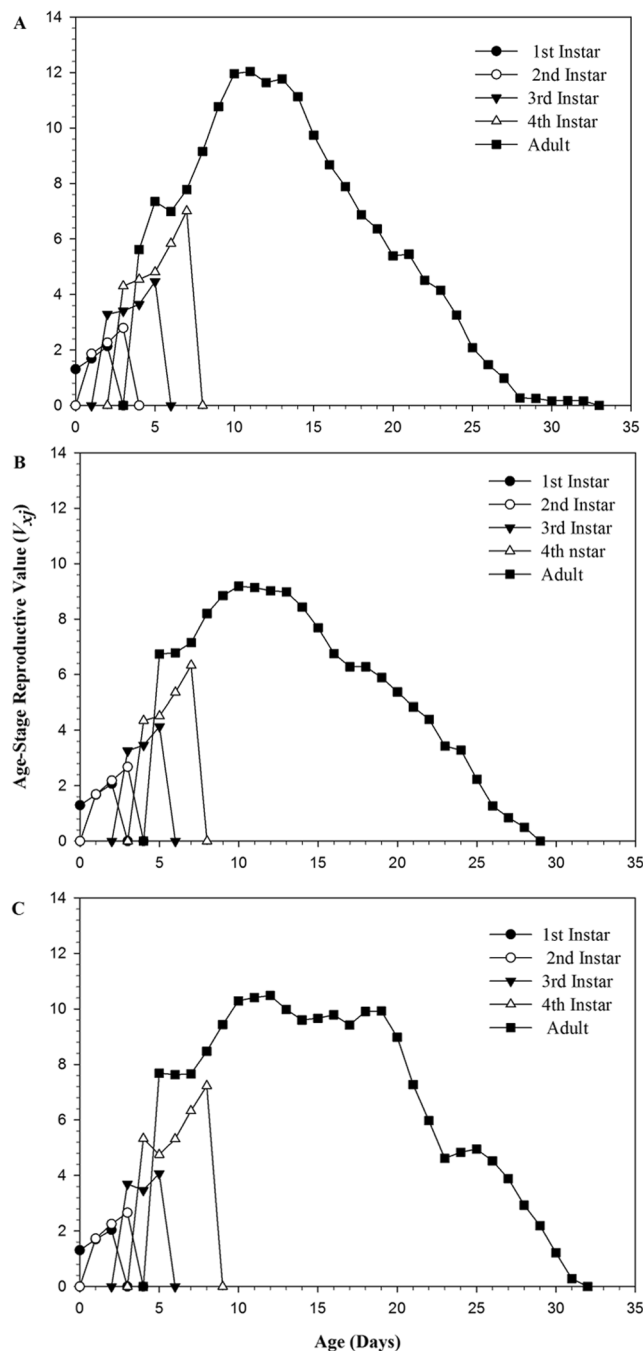 A
14
12
10
8
6
4
2
0
0 5 10 15 20 25 30 35
1st Instar
2nd Instar
3rd Instar
4th Instar
Adult
B
14
12
10
8
6
4
2
0
0 5 10 15 20 25 30 35
1st Instar
2nd Instar
3rd Instar
4th nstar
Adult
Age-Stage Reproductive Value (Vxj)
C
14
12
10
8
6
4
2
0
0 5 10 15 20 25 30 35
1st Instar
2nd Instar
3rd Instar
4th Instar
Adult
Age (Days)